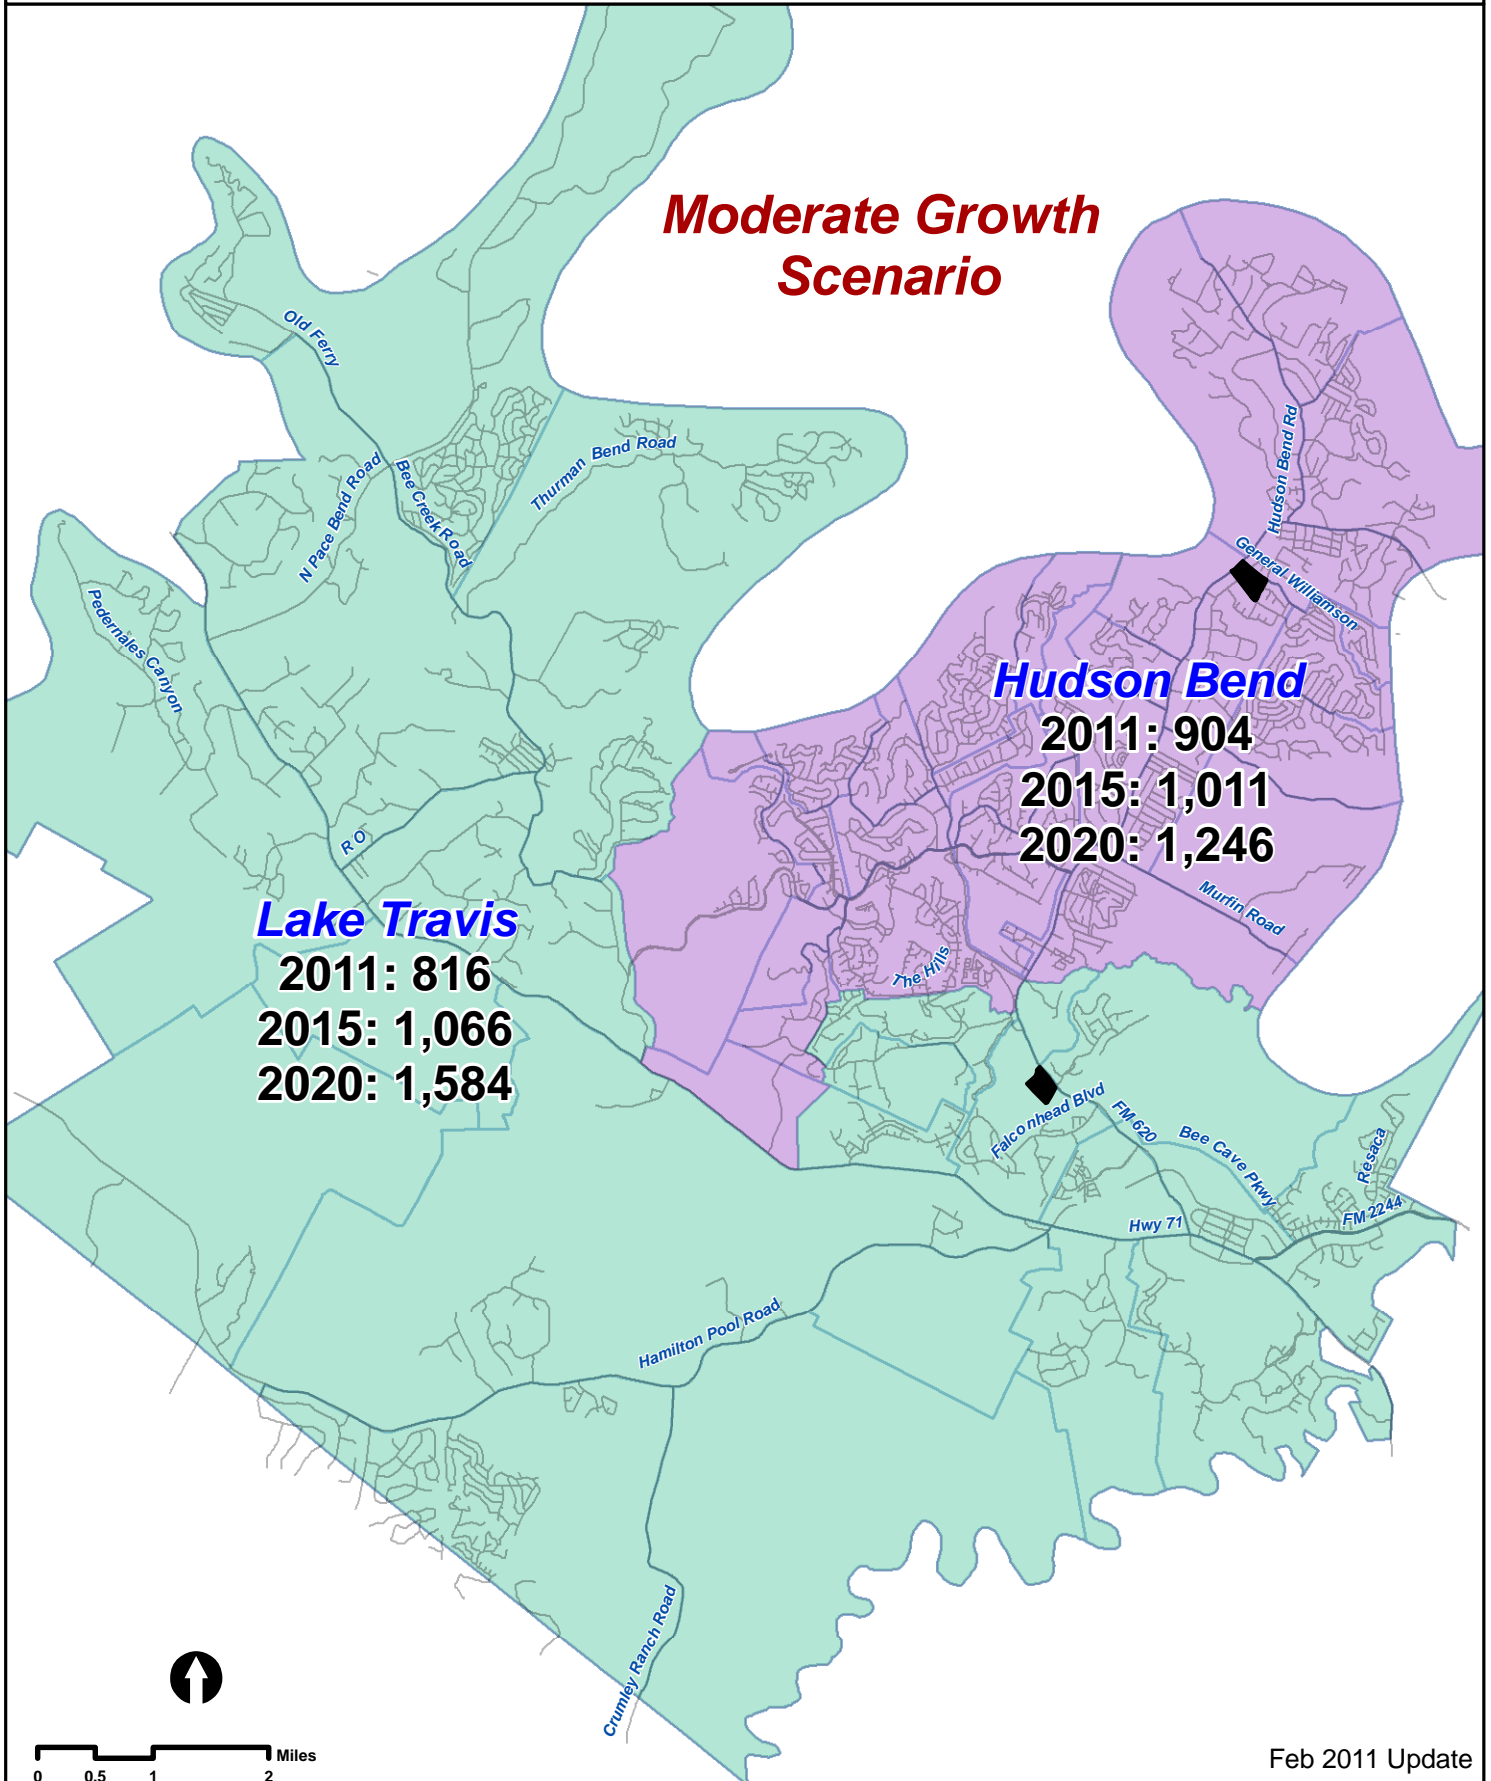 Moderate Growth
Scenario
Old Ferry
Hudson Bend Rd
Thurman Bend Road
N Pace Bend Road
Bee Creek Road
General Williamson
Pedernales Canyon
Hudson Bend
2011: 904
2015: 1,011
2020: 1,246
R O
Murfin Road
Lake Travis
2011: 816
2015: 1,066
2020: 1,584
The Hills
Falconhead Blvd
FM 620
Bee Cave Pkwy
Resaca
FM 2244
Hwy 71
Hamilton Pool Road
Crumley Ranch Road
Miles
0 0.5 1 2
Feb 2011 Update